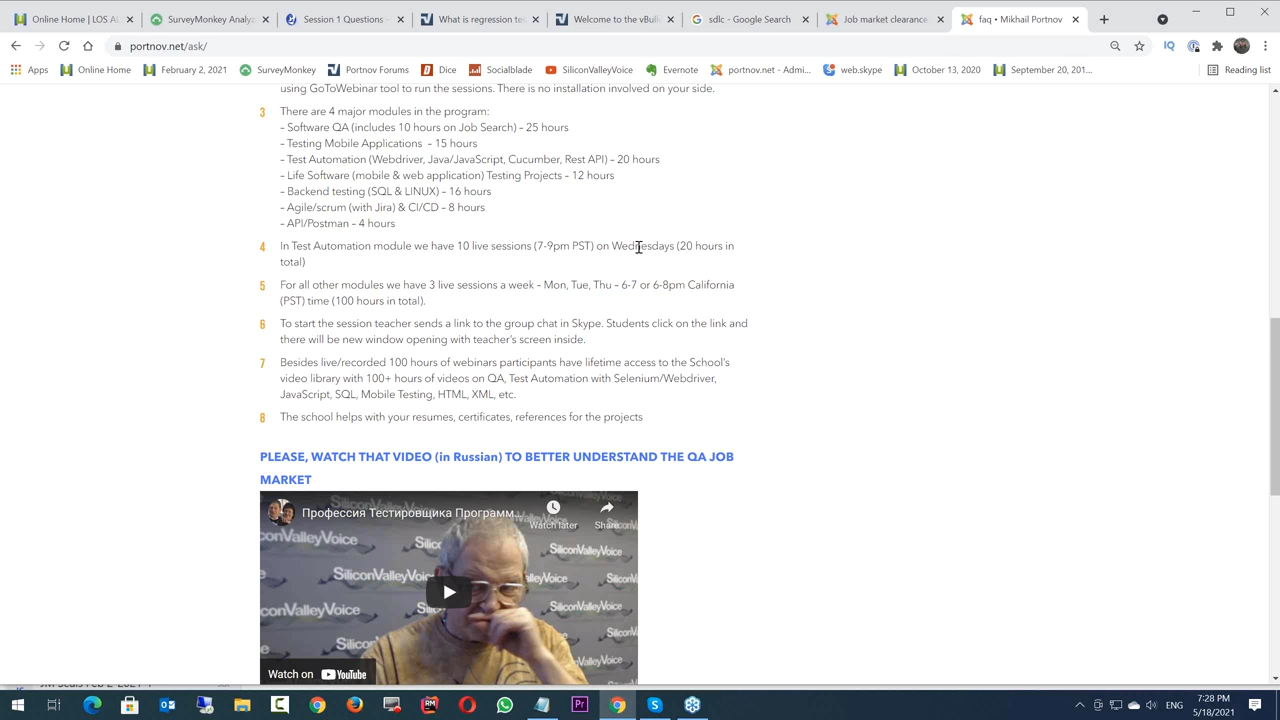 Online Home | LOS A
SurveyMonkey Analyz
Session 1 Questions -
What is regression te
Welcome to the vBull
sdlc - Google Search
Job market clearance
faq • Mikhail Portnov
portnov.net/ask/
Apps
Online Home
February 2, 2021
SurveyMonkey
Portnov Forums
Dice
Socialblade
SiliconValleyVoice
Evernote
portnov.net - Admi...
web.skype
October 13, 2020
September 20, 201...
Reading list
using GoToWebinar tool to run the sessions. There is no installation involved on your side.
3 There are 4 major modules in the program:
– Software QA (includes 10 hours on Job Search) – 25 hours
– Testing Mobile Applications – 15 hours
– Test Automation (Webdriver, Java/JavaScript, Cucumber, Rest API) – 20 hours
– Life Software (mobile & web application) Testing Projects – 12 hours
– Backend testing (SQL & LINUX) – 16 hours
– Agile/scrum (with Jira) & CI/CD – 8 hours
– API/Postman – 4 hours
4 In Test Automation module we have 10 live sessions (7-9pm PST) on Wednesdays (20 hours in
total)
5 For all other modules we have 3 live sessions a week – Mon, Tue, Thu – 6-7 or 6-8pm California
(PST) time (100 hours in total).
6 To start the session teacher sends a link to the group chat in Skype. Students click on the link and
there will be new window opening with teacher's screen inside.
7 Besides live/recorded 100 hours of webinars participants have lifetime access to the School's
video library with 100+ hours of videos on QA, Test Automation with Selenium/Webdriver,
JavaScript, SQL, Mobile Testing, HTML, XML, etc.
8 The school helps with your resumes, certificates, references for the projects
PLEASE, WATCH THAT VIDEO (in Russian) TO BETTER UNDERSTAND THE QA JOB
MARKET
Профессия Тестировщика Программ...
Watch later
Share
SiliconValleyVoice
Watch on YouTube
ENG
7:28 PM
5/18/2021